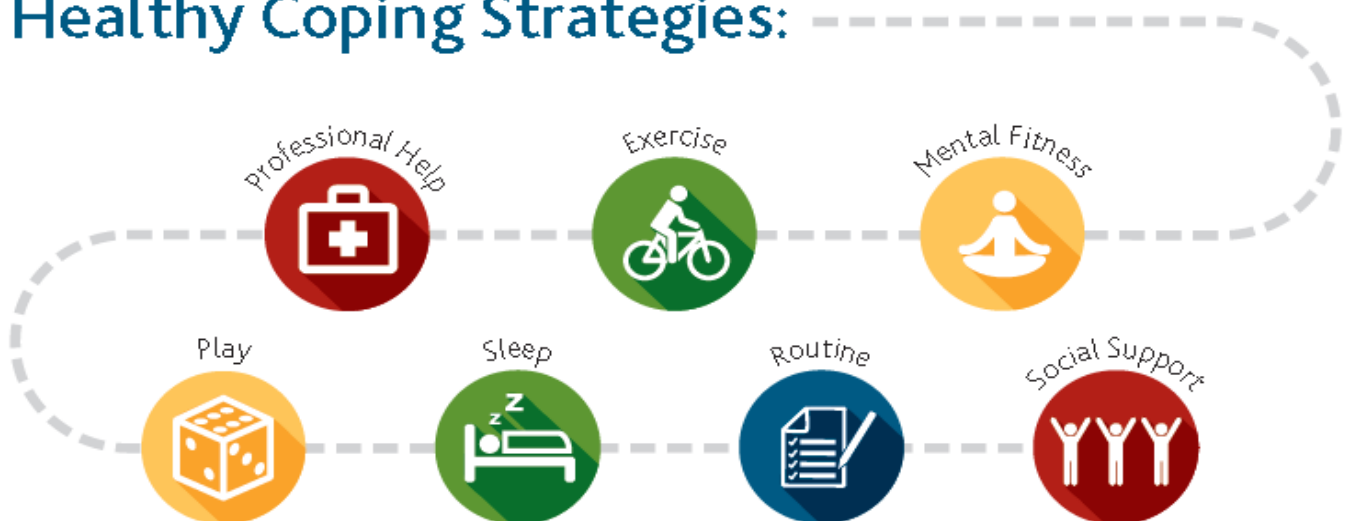 Healthy Coping Strategies:
Professional Help
Exercise
Mental Fitness
Play
Sleep
Routine
Social Support
z
z